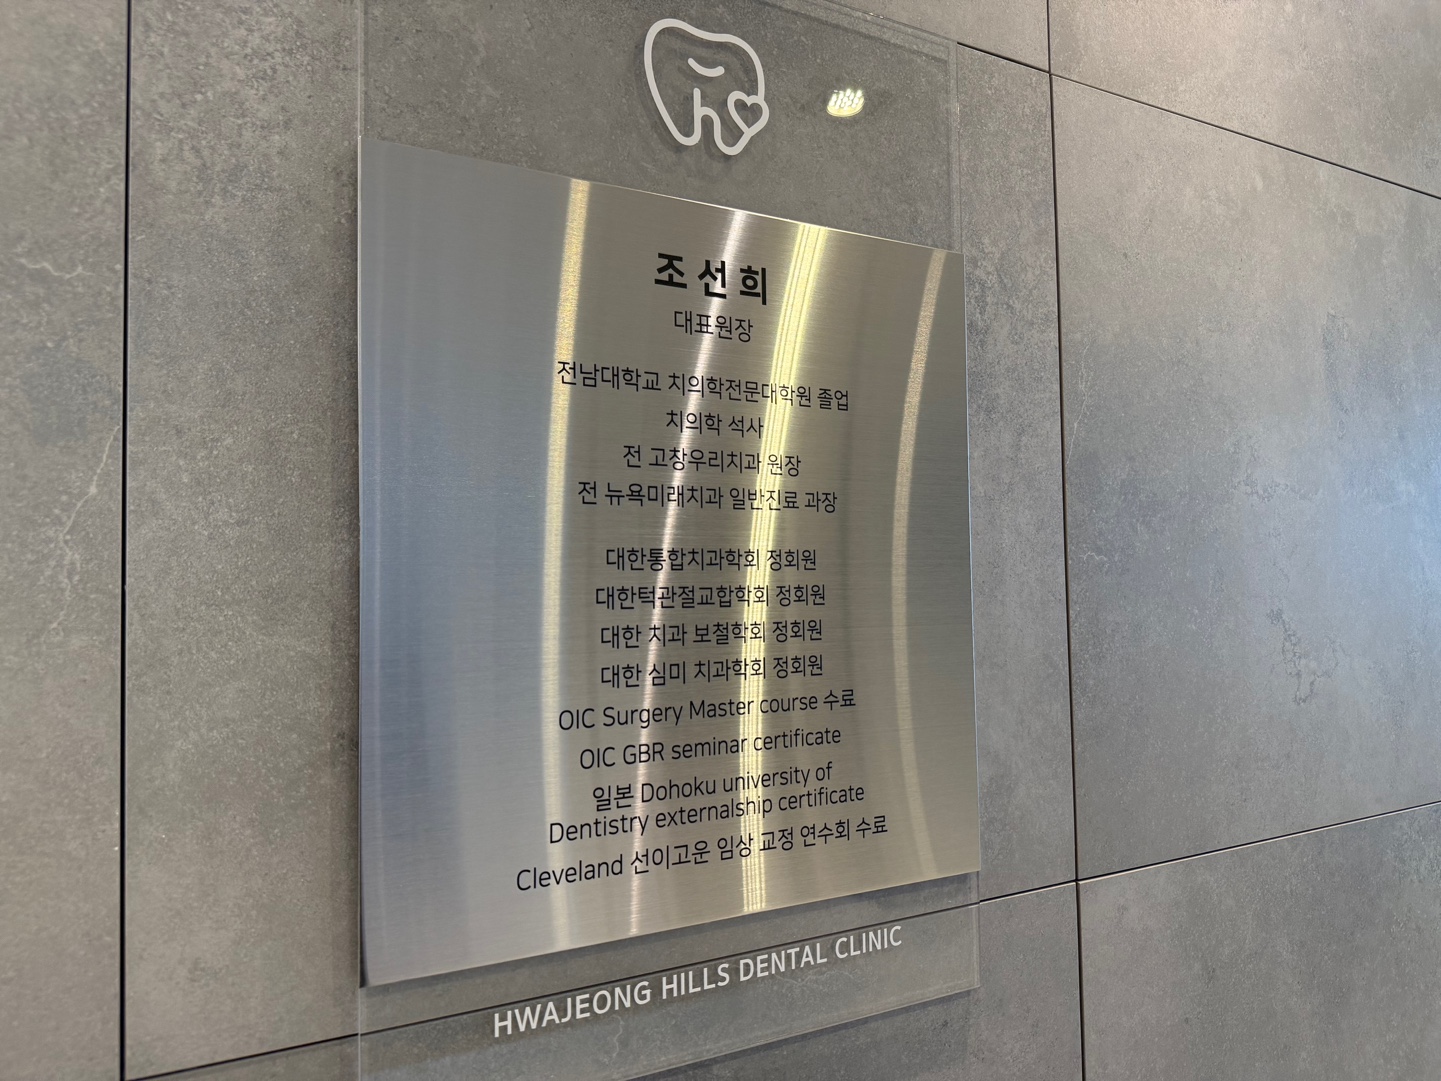 조선희
대표원장
전남대학교 치의학전문대학원 졸업
치의학 석사
전 고창우리치과 원장
전 뉴욕미래치과 일반진료 과장
대한통합치과학회 정회원
대한턱관절교합학회 정회원
대한 치과 보철학회 정회원
대한 심미 치과학회 정회원
OIC Surgery Master course 수료
OIC GBR seminar certificate
일본 Dohoku university of
Dentistry externalship certificate
Cleveland 선이고운 임상 교정 연수회 수료
HWAJEONG HILLS DENTAL CLINIC